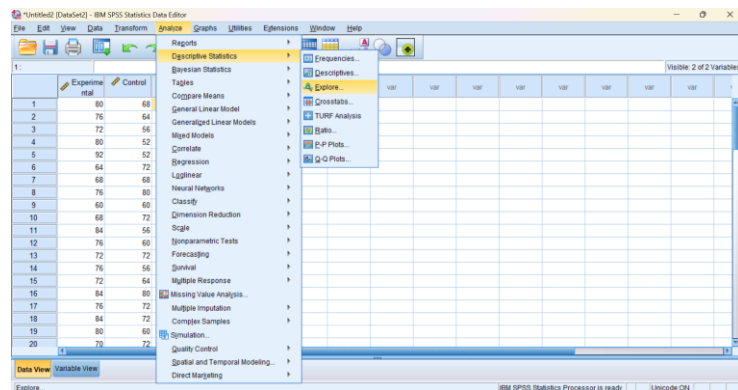 *Untitled2 [DataSet2] - IBM SPSS Statistics Data Editor
File Edit View Data Transform Analyze Graphs Utilities Extensions Window Help
1 :
Visible: 2 of 2 Variables
Experime
ntal
Control
var var var var var var var
1 80 68
2 76 64
3 72 56
4 80 52
5 92 52
6 64 72
7 68 68
8 76 80
9 60 60
10 68 72
11 84 56
12 76 60
13 72 72
14 76 56
15 72 64
16 84 80
17 76 72
18 84 72
19 80 60
20 70 72
Reports
Descriptive Statistics
Bayesian Statistics
Tables
Compare Means
General Linear Model
Generalized Linear Models
Mixed Models
Correlate
Regression
Loglinear
Neural Networks
Classify
Dimension Reduction
Scale
Nonparametric Tests
Forecasting
Survival
Multiple Response
Missing Value Analysis...
Multiple Imputation
Complex Samples
Simulation...
Quality Control
Spatial and Temporal Modeling...
Direct Marketing
Frequencies...
Descriptives...
Explore...
Crosstabs...
TURF Analysis
Ratio...
P-P Plots...
Q-Q Plots...
Data View Variable View
Explore...
IBM SPSS Statistics Processor is ready
Unicode:ON